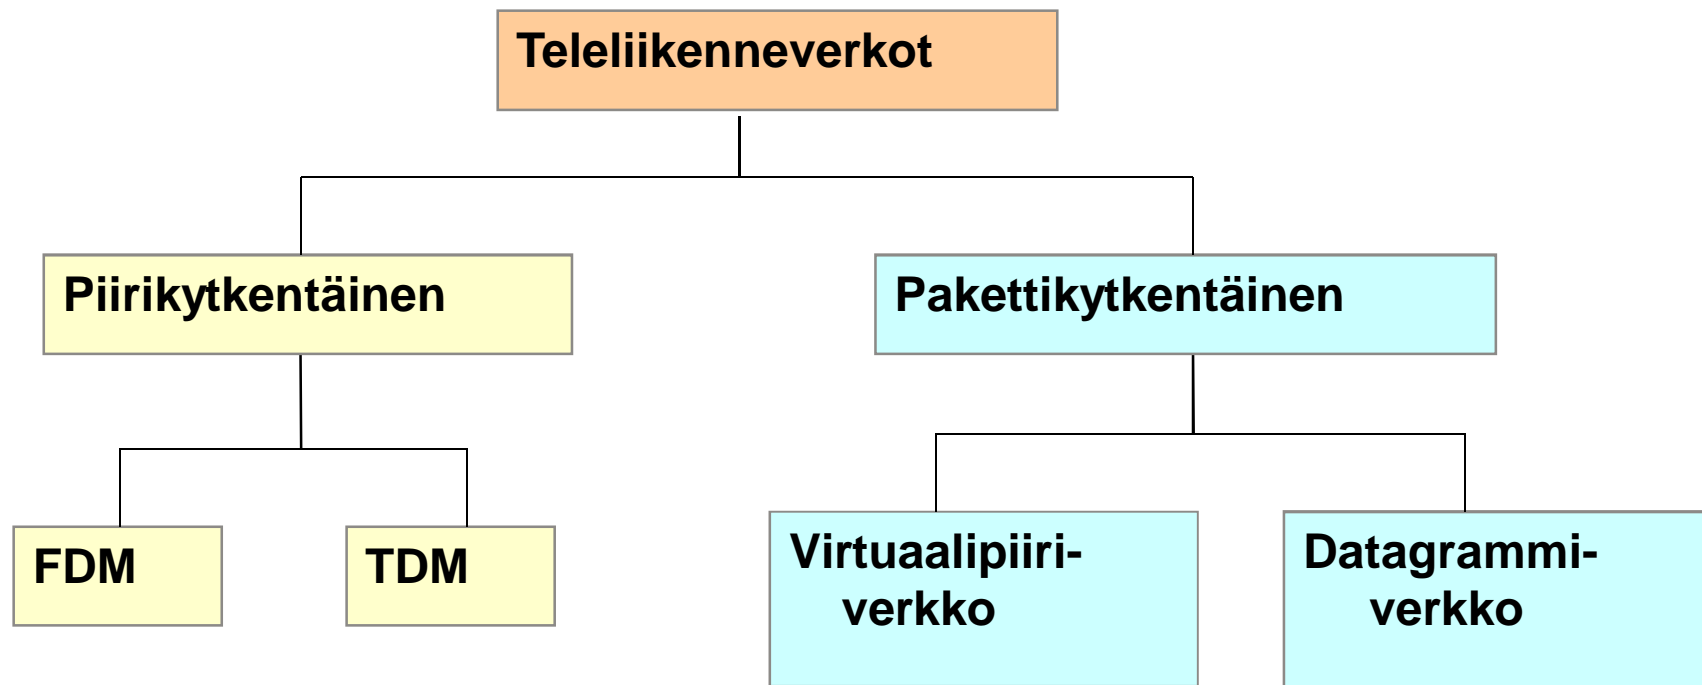 Teleliikenneverkot
Piirikytkentäinen
Pakettikytkentäinen
FDM
TDM
Virtuaalipiiri-
verkko
Datagrammi-
verkko